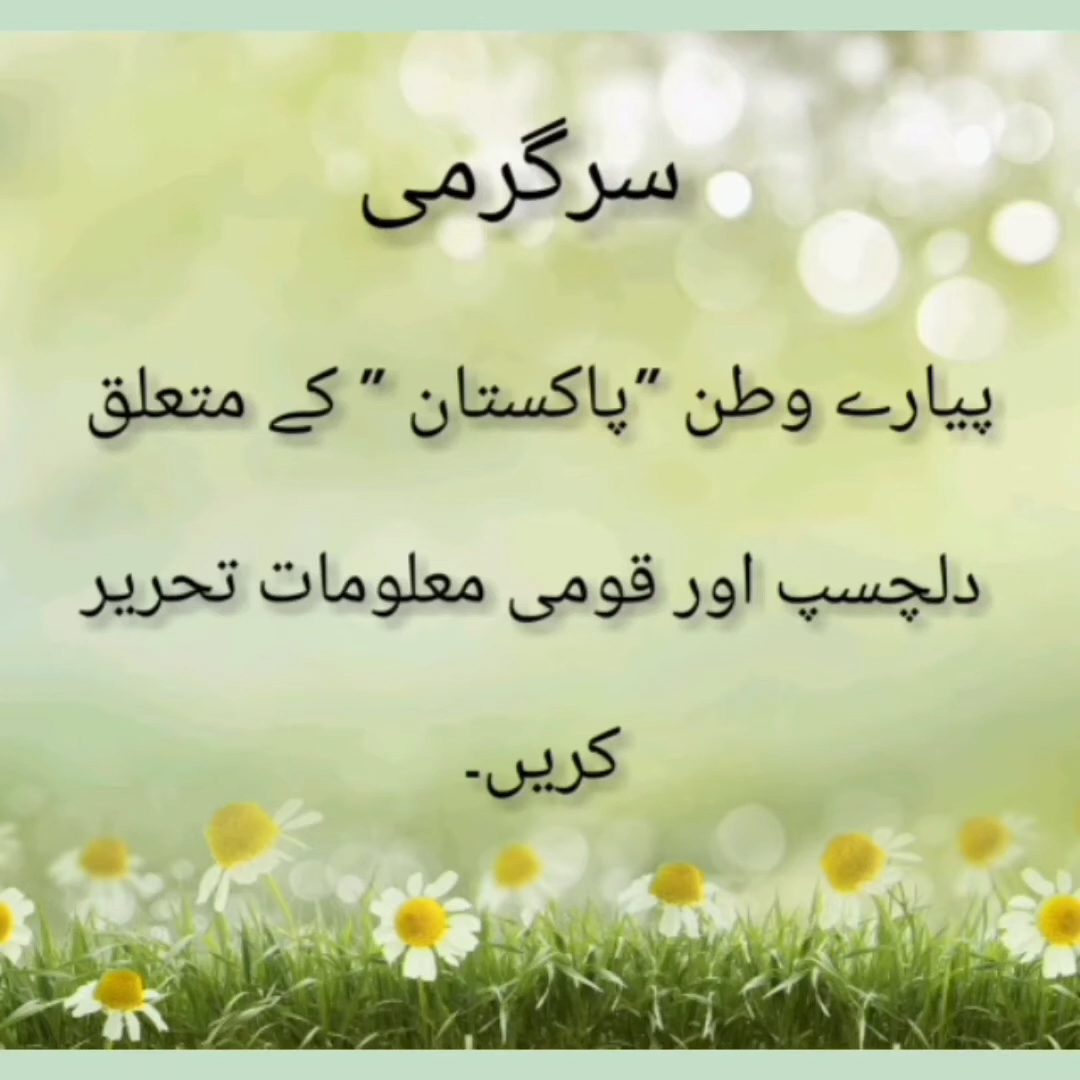 سرگرمی
پیارے وطن ”پاکستان ” کے متعلق
دلچسپ اور قومی معلومات تحریر
کریں۔